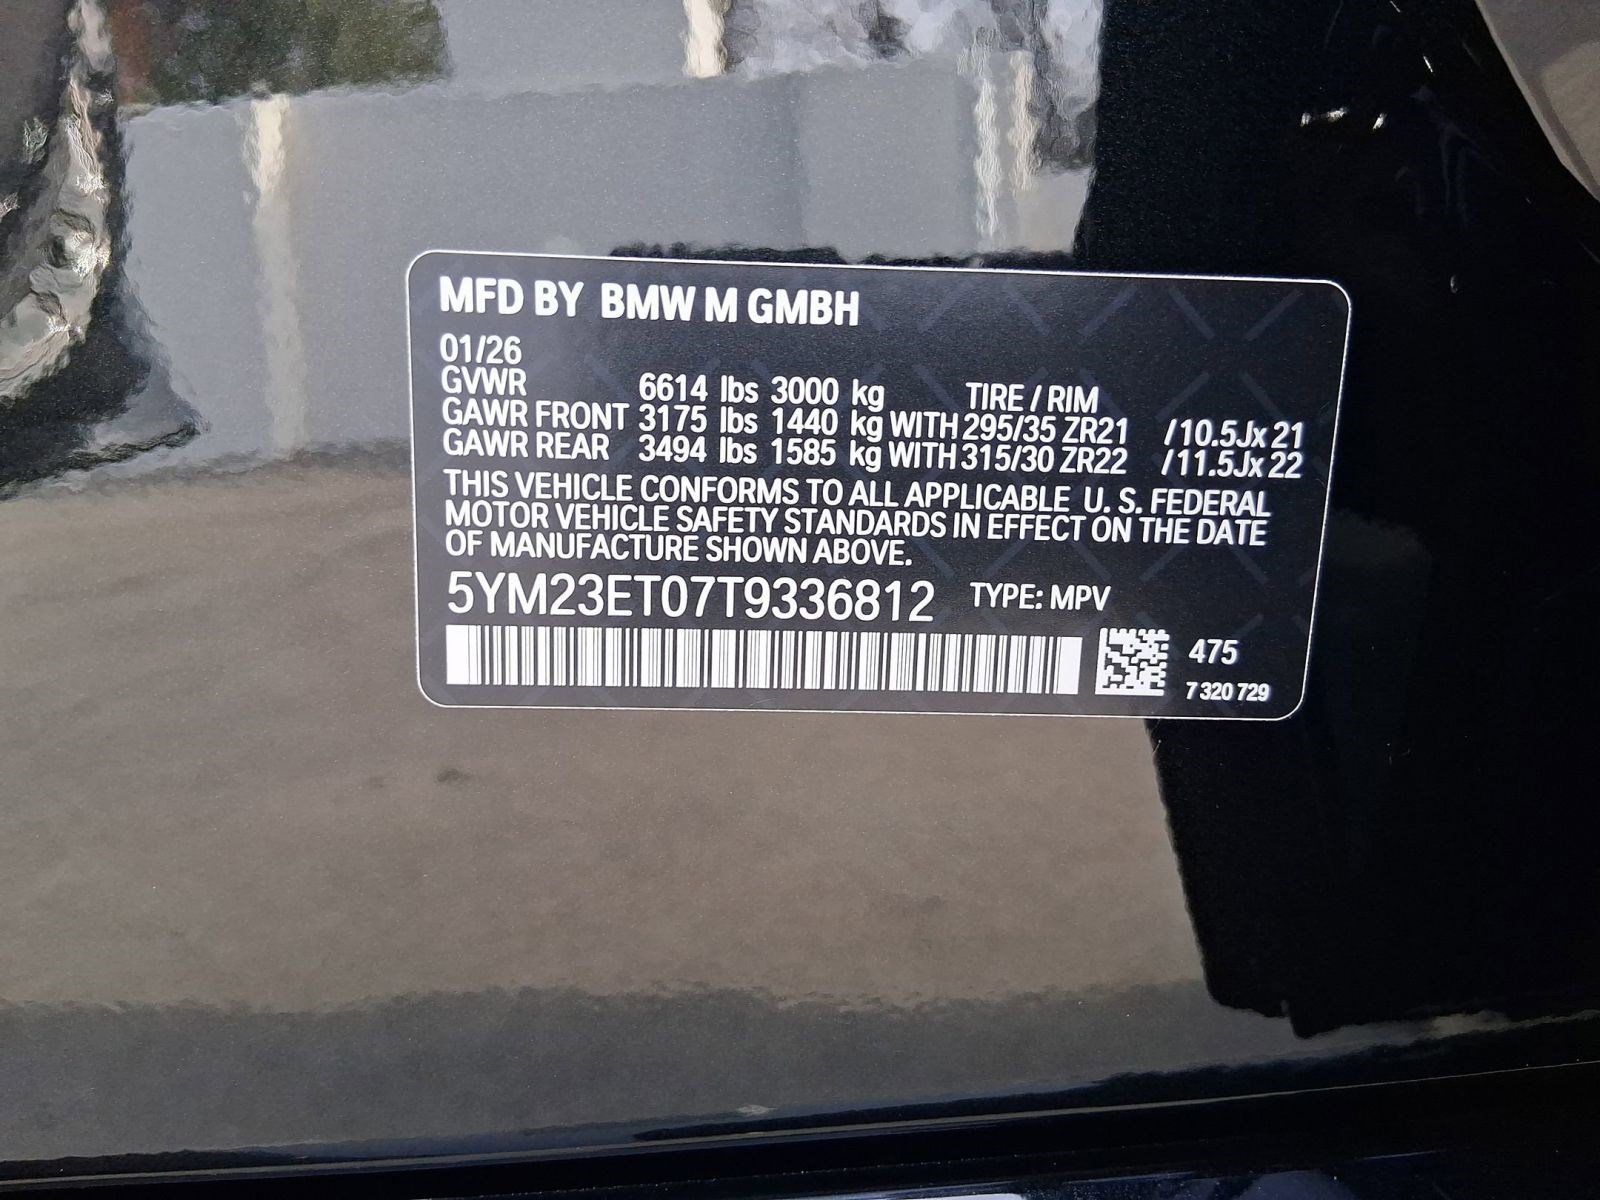 MFD BY BMW M GMBH
01/26
GVWR 6614 lbs 3000 kg TIRE / RIM
GAWR FRONT 3175 lbs 1440 kg WITH 295/35 ZR21 /10.5Jx 21
GAWR REAR 3494 lbs 1585 kg WITH 315/30 ZR22 /11.5Jx 22
THIS VEHICLE CONFORMS TO ALL APPLICABLE U. S. FEDERAL
MOTOR VEHICLE SAFETY STANDARDS IN EFFECT ON THE DATE
OF MANUFACTURE SHOWN ABOVE.
5YM23ET07T9336812 TYPE: MPV
475
7 320 729